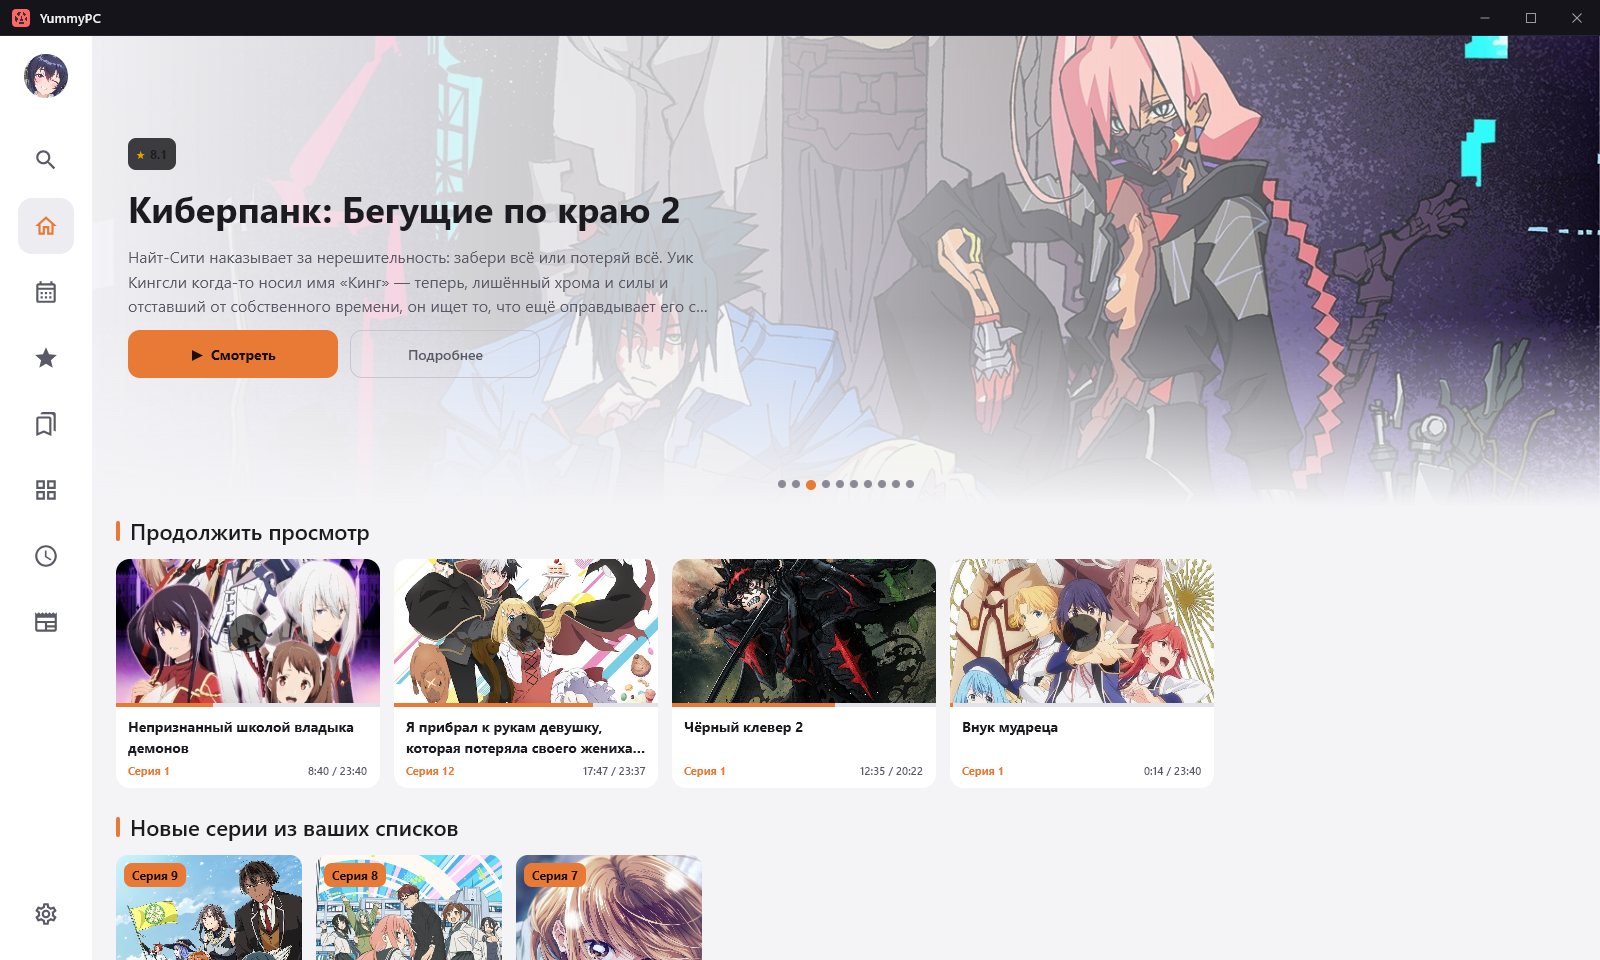 YummyPC
★ 8.1
Киберпанк: Бегущие по краю 2
Найт-Сити наказывает за нерешительность: забери всё или потеряй всё. Уик
Кингсли когда-то носил имя «Кинг» — теперь, лишённый хрома и силы и
отставший от собственного времени, он ищет то, что ещё оправдывает его с...
Смотреть
Подробнее
Продолжить просмотр
Непризнанный школой владыка
демонов
Серия 1
8:40 / 23:40
Я прибрал к рукам девушку,
которая потеряла своего жениха...
Серия 12
17:47 / 23:37
Чёрный клевер 2
Серия 1
12:35 / 20:22
Внук мудреца
Серия 1
0:14 / 23:40
Новые серии из ваших списков
Серия 9
Серия 8
Серия 7